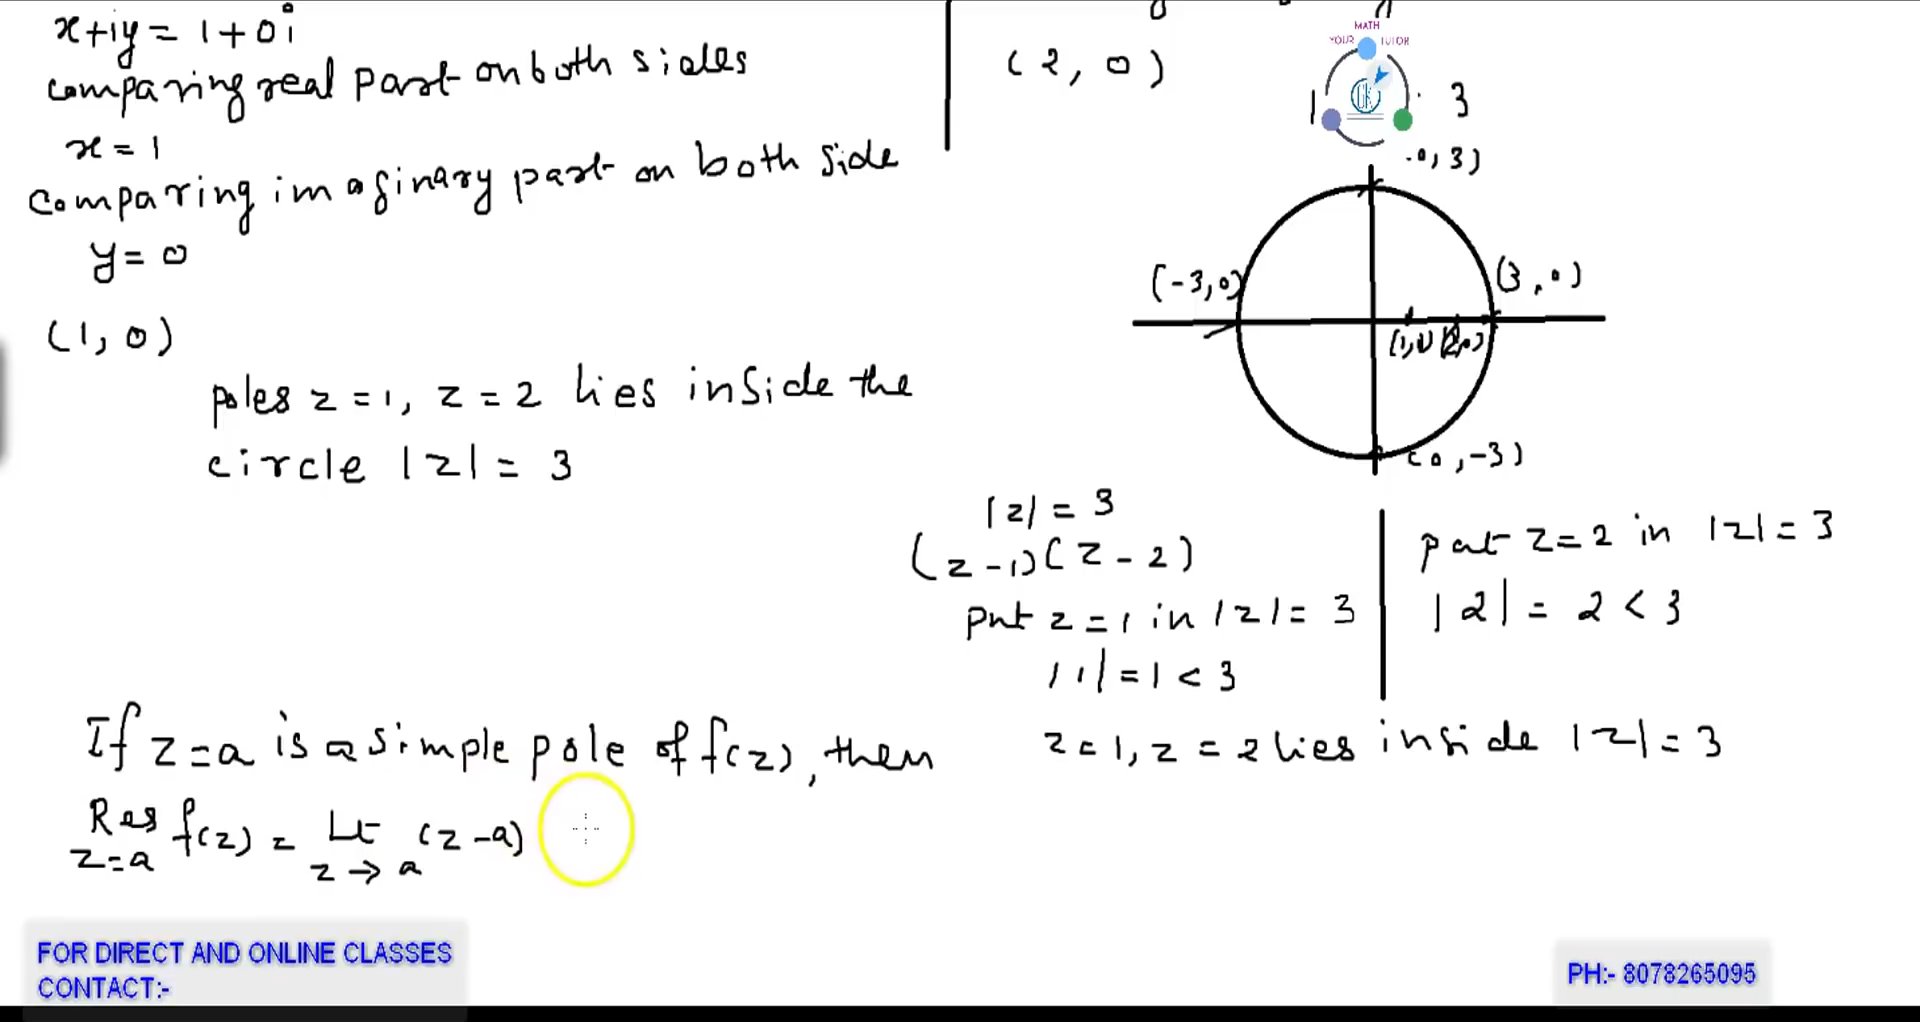 x+iy = 1+0i
comparing real part on both sides
x = 1
comparing imaginary part on both side
y = 0
(1, 0)
poles z = 1, z = 2 lies inside the
circle |z| = 3
(2, 0)
MATH
YOUR TUTOR
GK
1
3
0, 3)
(-3, 0)
(3, 0)
(0, -3)
|z| = 3
(z-1)(z-2)
put z = 1 in |z| = 3
|1| = 1 < 3
put z = 2 in |z| = 3
|2| = 2 < 3
z = 1, z = 2 lies inside |z| = 3
If z = a is a simple pole of f(z), then
Res f(z) = Lt (z-a)
z=a z → a
FOR DIRECT AND ONLINE CLASSES
CONTACT:-
PH:- 8078265095